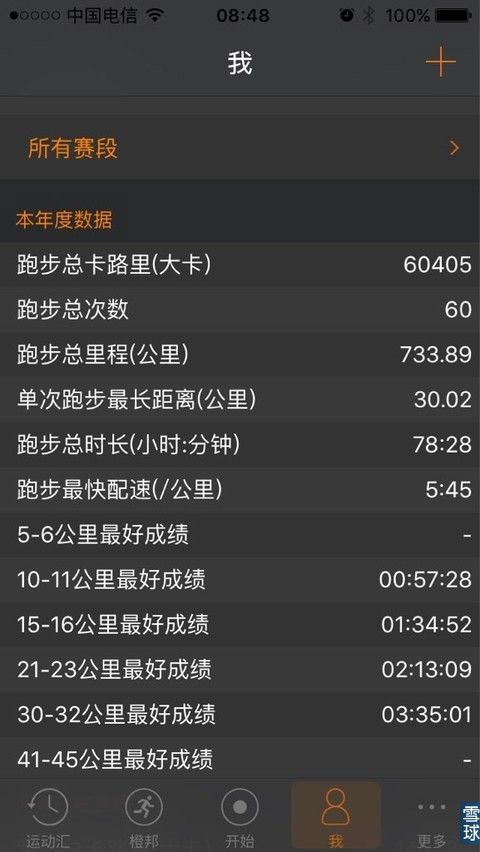 中国电信 08:48 100%
我
所有赛段
本年度数据
跑步总卡路里(大卡) 60405
跑步总次数 60
跑步总里程(公里) 733.89
单次跑步最长距离(公里) 30.02
跑步总时长(小时:分钟) 78:28
跑步最快配速(/公里) 5:45
5-6公里最好成绩 -
10-11公里最好成绩 00:57:28
15-16公里最好成绩 01:34:52
21-23公里最好成绩 02:13:09
30-32公里最好成绩 03:35:01
41-45公里最好成绩 -
运动汇 橙邦 开始 我 更多
雪球